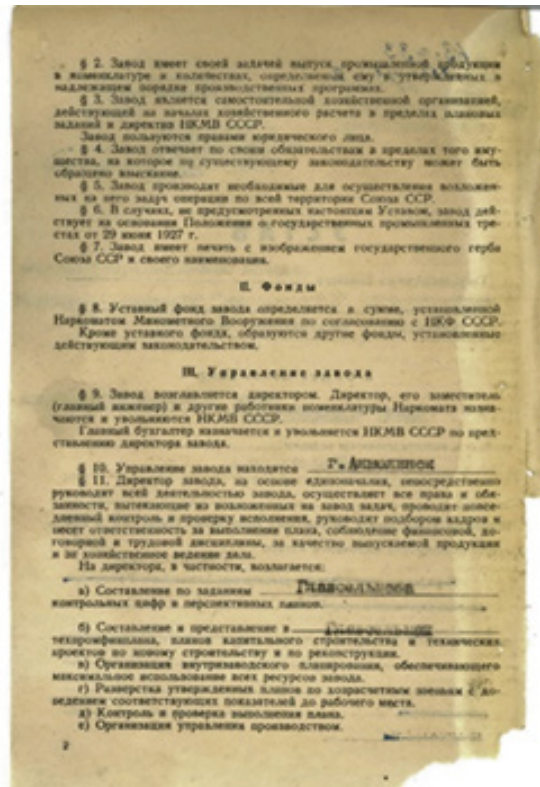 § 2. Завод имеет своей задачей выпуск промышленной продукции
в номенклатуре и количествах, определенных ему в утвержденных в
надлежащем порядке производственных программах.
§ 3. Завод является самостоятельной хозяйственной организацией,
действующей на началах хозяйственного расчета в пределах плановых
заданий и директив НКМВ СССР.
Завод пользуются правами юридического лица.
§ 4. Завод отвечает по своим обязательствам в пределах того иму-
щества, на которое по существующему законодательству может быть
обращено взыскание.
§ 5. Завод производит необходимые для осуществления возложен-
ных на него задач операции по всей территории Союза ССР.
§ 6. В случаях, не предусмотренных настоящим Уставом, завод дей-
ствует на основании Положения о государственных промышленных тре-
стах от 29 июня 1927 г.
§ 7. Завод имеет печать с изображением государственного герба
Союза ССР и своего наименования.
II. Фонды
§ 8. Уставный фонд завода определяется в сумме, установленной
Наркоматом Минометного Вооружения по согласованию с НКФ СССР.
Кроме уставного фонда, образуются другие фонды, установленные
действующим законодательством.
III. Управление завода
§ 9. Завод возглавляется директором. Директор, его заместитель
(главный инженер) и другие работники номенклатуры Наркомата назна-
чаются и увольняются НКМВ СССР.
Главный бухгалтер назначается и увольняется НКМВ СССР по пред-
ставлению директора завода.
§ 10. Управление завода находится г. Акмолинск
§ 11. Директор завода, на основе единоначалия, непосредственно
руководит всей деятельностью завода, осуществляет все права и обя-
занности, вытекающие из возложенных на завод задач, проводит повсе-
дневный контроль и проверку исполнения, руководит подбором кадров и
несет ответственность за выполнение плана, соблюдение финансовой, до-
говорной и трудовой дисциплины, за качество выпускаемой продукции
и за хозяйственное ведение дела.
На директора, в частности, возлагается:
а) Составление по заданиям
контрольных цифр и перспективных планов.
б) Составление и представление в
техпромфинплана, планов капитального строительства и технических
проектов по новому строительству и по реконструкции.
в) Организация внутризаводского планирования, обеспечивающего
максимальное использование всех ресурсов завода.
г) Разверстка утвержденных планов по хозрасчетным звеньям с до-
ведением соответствующих показателей до рабочего места.
д) Контроль и проверка выполнения плана.
е) Организация управления производством.
2